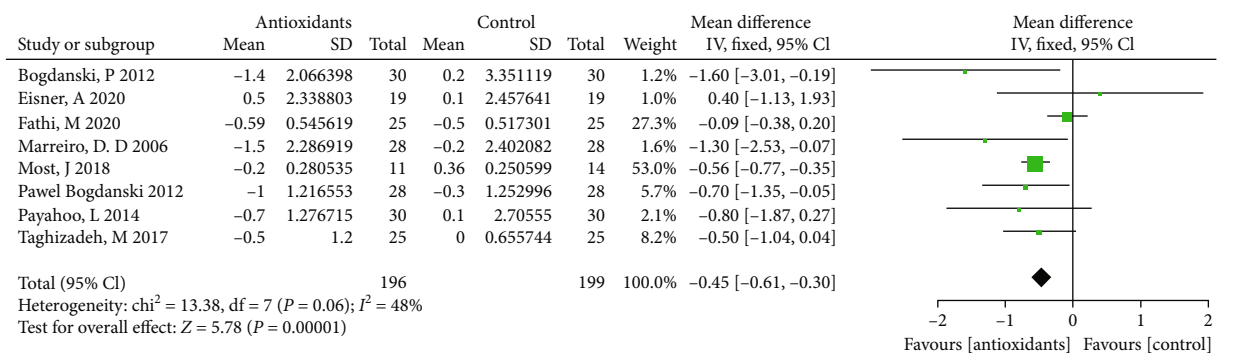 Antioxidants Control Mean difference Mean difference
Study or subgroup Mean SD Total Mean SD Total Weight IV, fixed, 95% Cl IV, fixed, 95% Cl
Bogdanski, P 2012 –1.4 2.066398 30 0.2 3.351119 30 1.2% –1.60 [–3.01, –0.19]
Eisner, A 2020 0.5 2.338803 19 0.1 2.457641 19 1.0% 0.40 [–1.13, 1.93]
Fathi, M 2020 –0.59 0.545619 25 –0.5 0.517301 25 27.3% –0.09 [–0.38, 0.20]
Marreiro, D. D 2006 –1.5 2.286919 28 –0.2 2.402082 28 1.6% –1.30 [–2.53, –0.07]
Most, J 2018 –0.2 0.280535 11 0.36 0.250599 14 53.0% –0.56 [–0.77, –0.35]
Pawel Bogdanski 2012 –1 1.216553 28 –0.3 1.252996 28 5.7% –0.70 [–1.35, –0.05]
Payahoo, L 2014 –0.7 1.276715 30 0.1 2.70555 30 2.1% –0.80 [–1.87, 0.27]
Taghizadeh, M 2017 –0.5 1.2 25 0 0.655744 25 8.2% –0.50 [–1.04, 0.04]
Total (95% Cl) 196 199 100.0% –0.45 [–0.61, –0.30]
Heterogeneity: chi² = 13.38, df = 7 (P = 0.06); I² = 48%
Test for overall effect: Z = 5.78 (P = 0.00001)
–2 –1 0 1 2
Favours [antioxidants] Favours [control]